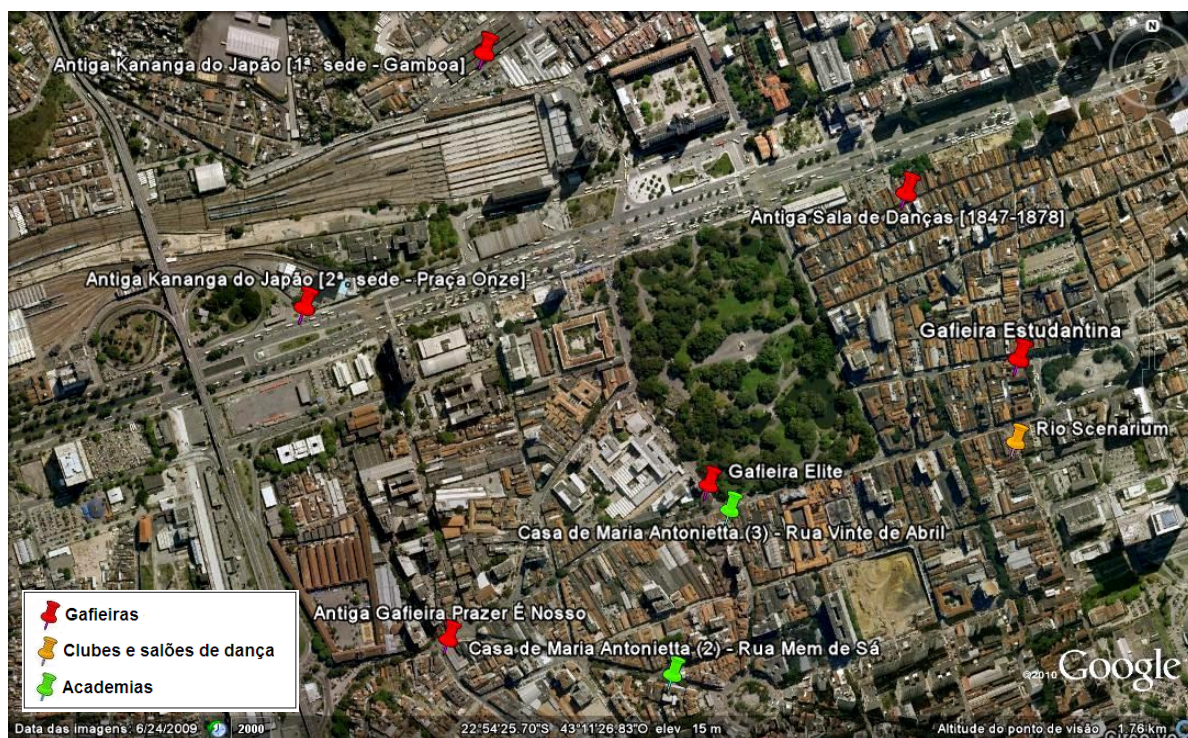 Antiga Kananga do Japão [1ª. sede - Gamboa]
N
Antiga Sala de Danças [1847-1878]
Antiga Kananga do Japão [2ª. sede - Praça Onze]
Gafieira Estudantina
Rio Scenarium
Gafieira Elite
Casa de Maria Antonietta (3) - Rua Vinte de Abril
Antiga Gafieira Prazer É Nosso
Casa de Maria Antonietta (2) - Rua Mem de Sá
Gafieiras
Clubes e salões de dança
Academias
©2010 Google
Data das imagens: 6/24/2009 2000 22°54'25.70"S 43°11'26.83"O elev 15 m Altitude do ponto de visão 1.76 km